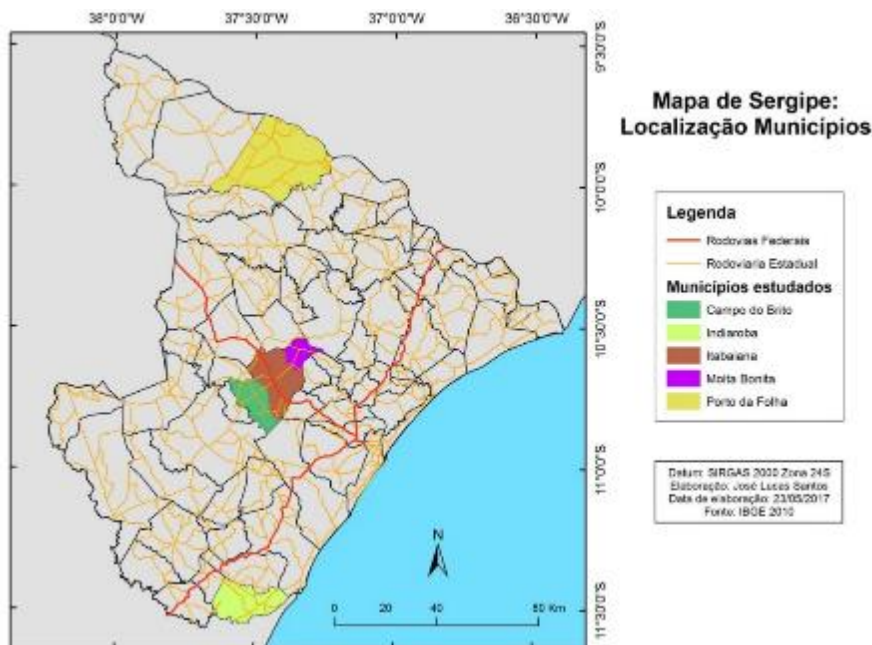 38°0'0"W 37°30'0"W 37°0'0"W 36°30'0"W
9°30'0"S
10°0'0"S
10°30'0"S
11°0'0"S
11°30'0"S
N
0 20 40 80 Km
Mapa de Sergipe:
Localização Municípios
Legenda
Rodovias Federais
Rodoviaria Estadual
Municípios estudados
Campo do Brito
Indiaroba
Itabaiana
Moita Bonita
Porto da Folha
Datum: SIRGAS 2000 Zona 24S
Elaboração: José Lucas Santos
Data de elaboração: 23/05/2017
Fonte: IBGE 2010